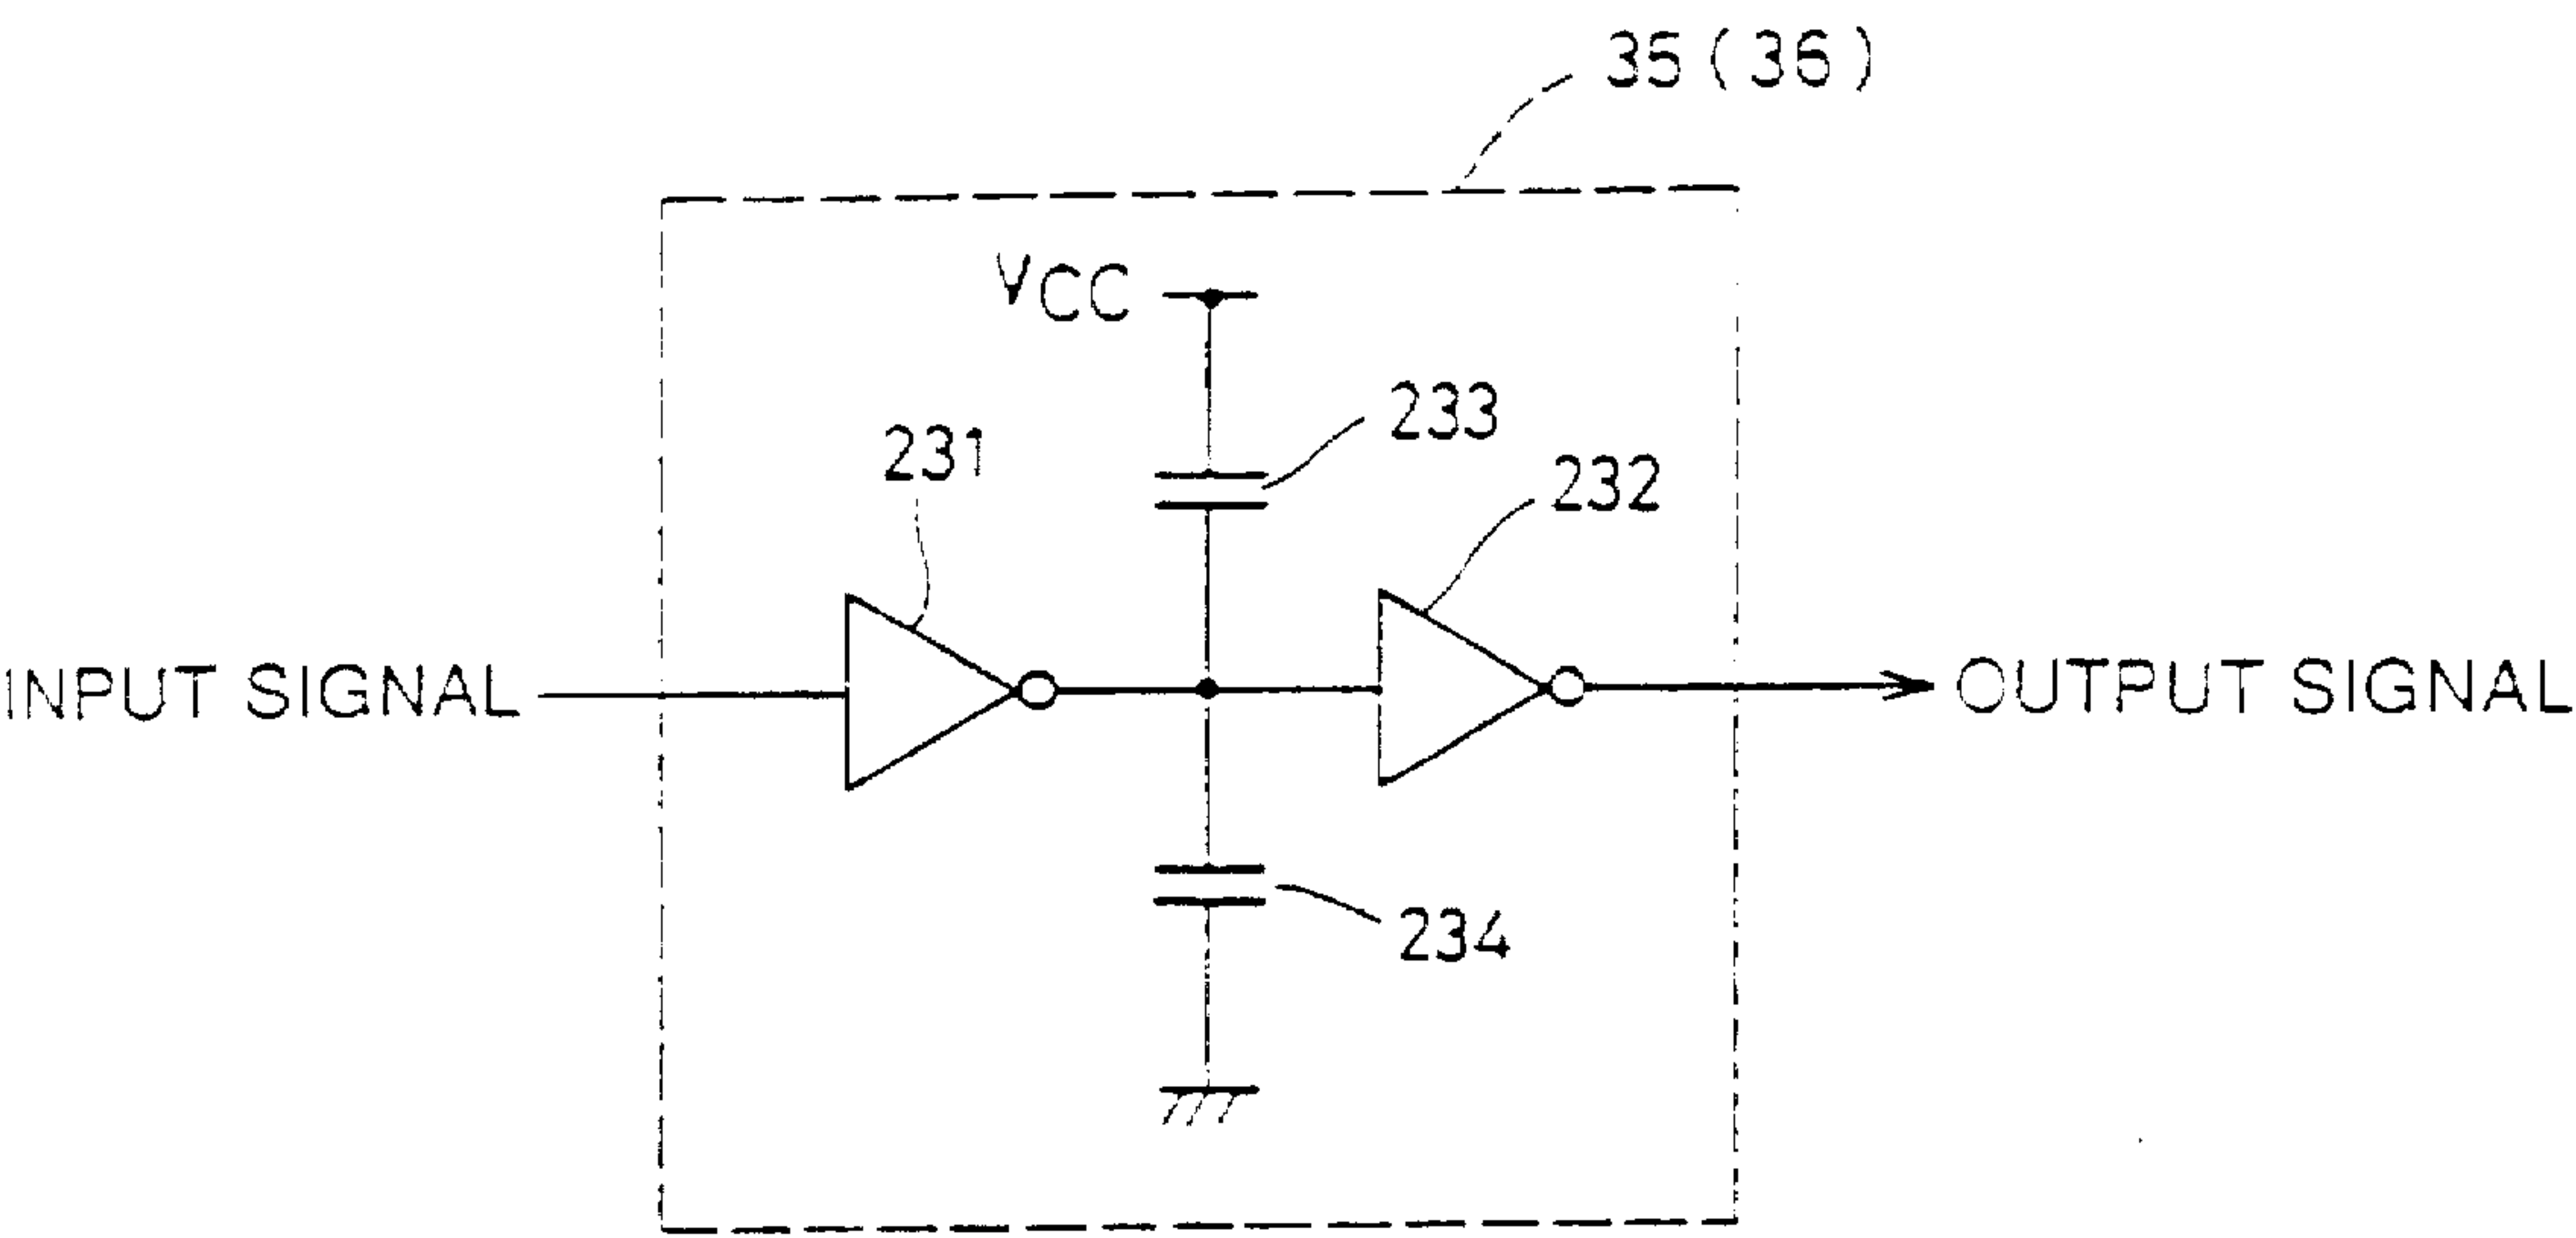 35(36)
VCC
233
231
232
INPUT SIGNAL
OUTPUT SIGNAL
234